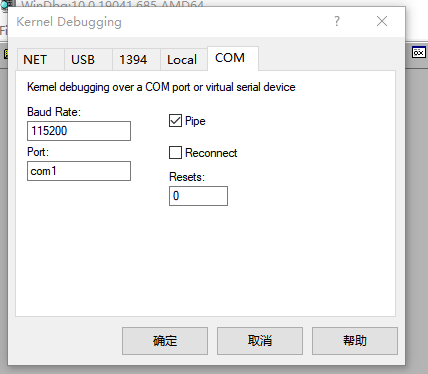 WinDbg:10.0.19041.685 AMD64
Kernel Debugging
?
NET USB 1394 Local COM
Kernel debugging over a COM port or virtual serial device
Baud Rate:
115200
Pipe
Port:
com1
Reconnect
Resets:
0
确定 取消 帮助